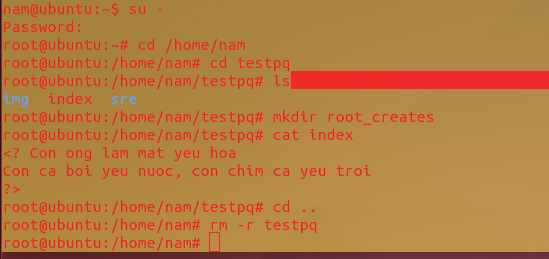 nam@ubuntu:~$ su -
Password:
root@ubuntu:~# cd /home/nam
root@ubuntu:/home/nam# cd testpq
root@ubuntu:/home/nam/testpq# ls
img  index  sre
root@ubuntu:/home/nam/testpq# mkdir root_creates
root@ubuntu:/home/nam/testpq# cat index
<? Con ong lam mat yeu hoa
Con ca boi yeu nuoc, con chim ca yeu troi
?>
root@ubuntu:/home/nam/testpq# cd ..
root@ubuntu:/home/nam# rm -r testpq
root@ubuntu:/home/nam#